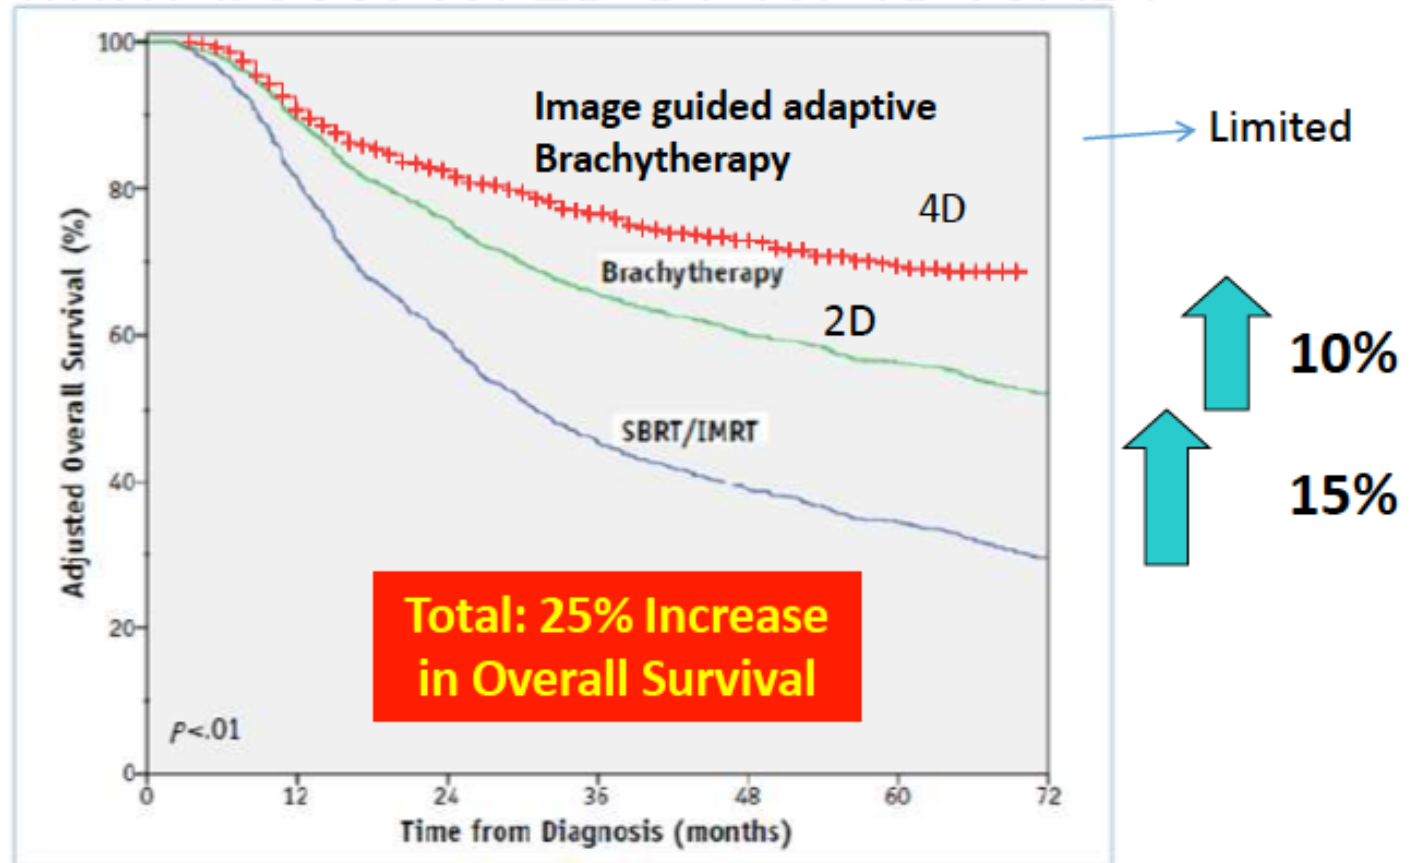 100
80
60
40
20
0
Adjusted Overall Survival (%)
Image guided adaptive
Brachytherapy
4D
Brachytherapy
2D
SBRT/IMRT
Total: 25% Increase
in Overall Survival
P<.01
0 12 24 36 48 60 72
Time from Diagnosis (months)
Limited
10%
15%